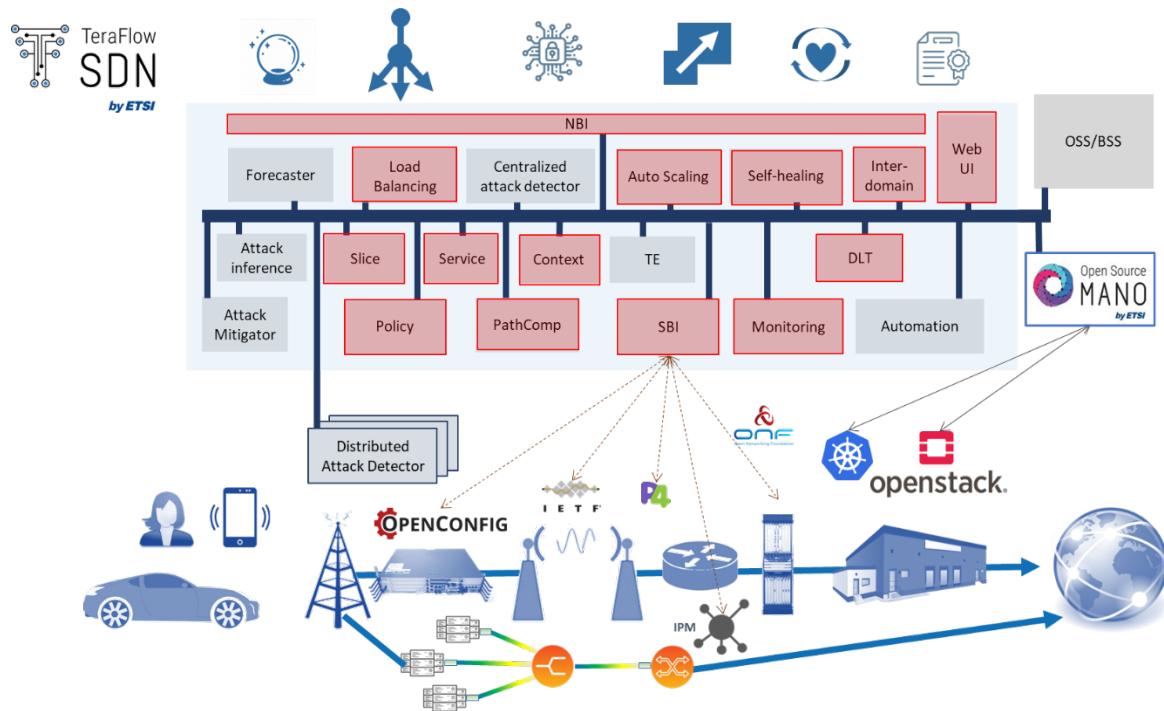 TeraFlow
SDN
by ETSI
NBI
Web
UI
OSS/BSS
Forecaster
Load
Balancing
Centralized
attack detector
Auto Scaling
Self-healing
Inter-
domain
Attack
inference
Slice
Service
Context
TE
DLT
Open Source
MANO
by ETSI
Attack
Mitigator
Policy
PathComp
SBI
Monitoring
Automation
Distributed
Attack Detector
ONF
OPENCONFIG
IETF
P4
openstack.
IPM